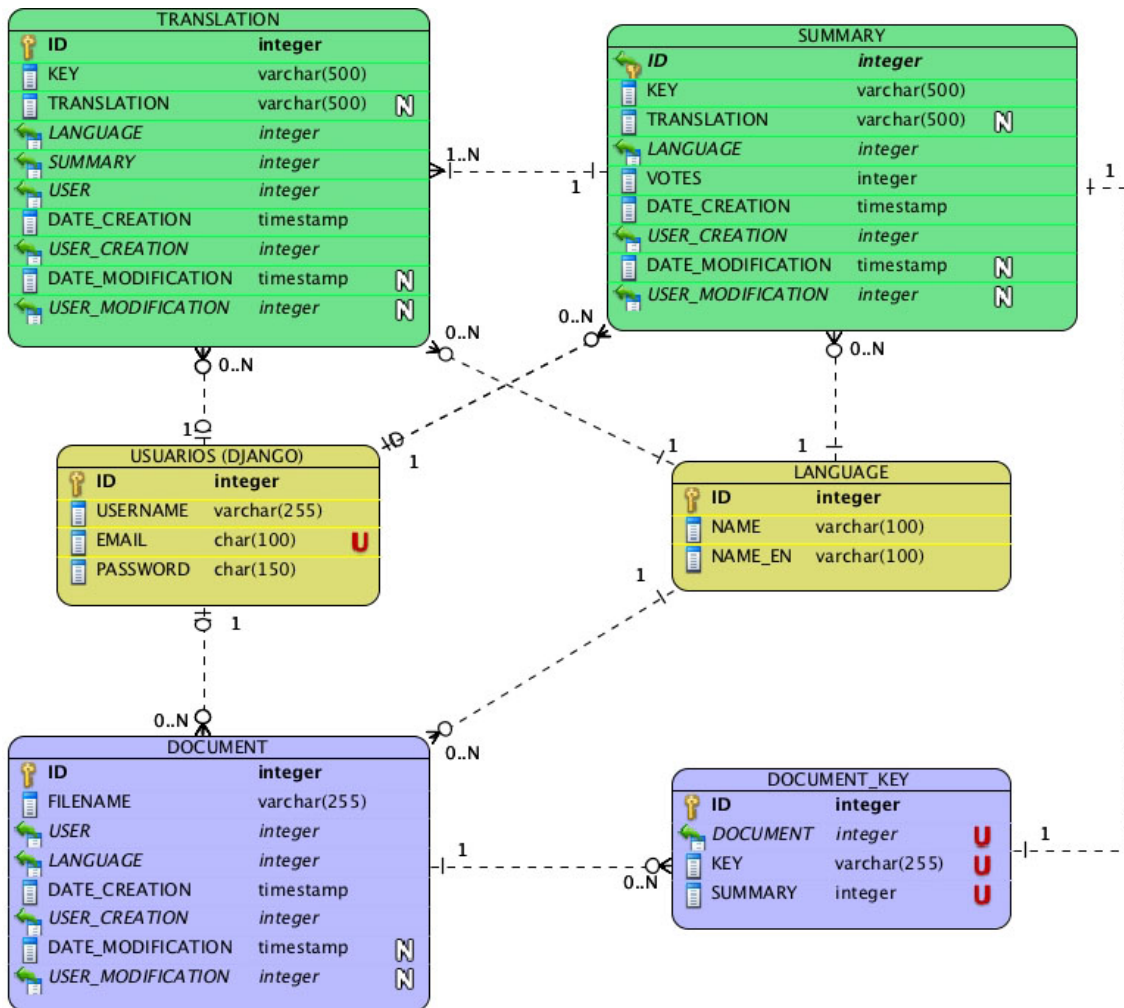 TRANSLATION
ID integer
KEY varchar(500)
TRANSLATION varchar(500) N
LANGUAGE integer
SUMMARY integer
USER integer
DATE_CREATION timestamp
USER_CREATION integer
DATE_MODIFICATION timestamp N
USER_MODIFICATION integer N
SUMMARY
ID integer
KEY varchar(500)
TRANSLATION varchar(500) N
LANGUAGE integer
VOTES integer
DATE_CREATION timestamp
USER_CREATION integer
DATE_MODIFICATION timestamp N
USER_MODIFICATION integer N
1..N
1
1
0..N
0..N
0..N
0..N
1
1
1
1
USUARIOS (DJANGO)
ID integer
USERNAME varchar(255)
EMAIL char(100) U
PASSWORD char(150)
LANGUAGE
ID integer
NAME varchar(100)
NAME_EN varchar(100)
1
1
0..N
0..N
DOCUMENT
ID integer
FILENAME varchar(255)
USER integer
LANGUAGE integer
DATE_CREATION timestamp
USER_CREATION integer
DATE_MODIFICATION timestamp N
USER_MODIFICATION integer N
1
0..N
DOCUMENT_KEY
ID integer
DOCUMENT integer U
KEY varchar(255) U
SUMMARY integer U
1